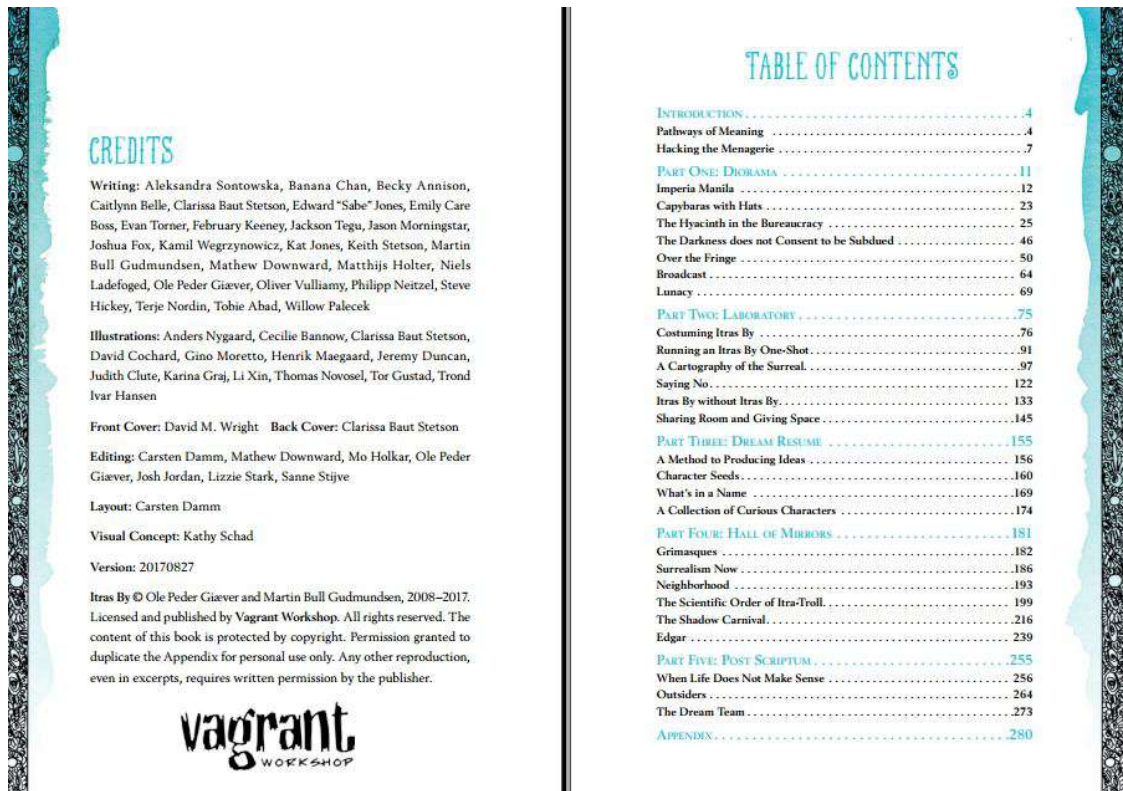 CREDITS
Writing: Aleksandra Sontowska, Banana Chan, Becky Annison,
Caitlynn Belle, Clarissa Baut Stetson, Edward “Sabe” Jones, Emily Care
Boss, Evan Torner, February Keeney, Jackson Tegu, Jason Morningstar,
Joshua Fox, Kamil Wegrzynowicz, Kat Jones, Keith Stetson, Martin
Bull Gudmundsen, Mathew Downward, Matthijs Holter, Niels
Ladefoged, Ole Peder Giæver, Oliver Vulliamy, Philipp Neitzel, Steve
Hickey, Terje Nordin, Tobie Abad, Willow Palecek
Illustrations: Anders Nygaard, Cecilie Bannow, Clarissa Baut Stetson,
David Cochard, Gino Moretto, Henrik Maegaard, Jeremy Duncan,
Judith Clute, Karina Graj, Li Xin, Thomas Novosel, Tor Gustad, Trond
Ivar Hansen
Front Cover: David M. Wright Back Cover: Clarissa Baut Stetson
Editing: Carsten Damm, Mathew Downward, Mo Holkar, Ole Peder
Giæver, Josh Jordan, Lizzie Stark, Sanne Stijve
Layout: Carsten Damm
Visual Concept: Kathy Schad
Version: 20170827
Itras By © Ole Peder Giæver and Martin Bull Gudmundsen, 2008–2017.
Licensed and published by Vagrant Workshop. All rights reserved. The
content of this book is protected by copyright. Permission granted to
duplicate the Appendix for personal use only. Any other reproduction,
even in excerpts, requires written permission by the publisher.
vagrant
WORKSHOP
TABLE OF CONTENTS
Introduction . . . . 4
Pathways of Meaning . . . . 4
Hacking the Menagerie . . . . 7
Part One: Diorama . . . . 11
Imperia Manila . . . . 12
Capybaras with Hats . . . . 23
The Hyacinth in the Bureaucracy . . . . 25
The Darkness does not Consent to be Subdued . . . . 46
Over the Fringe . . . . 50
Broadcast . . . . 64
Lunacy . . . . 69
Part Two: Laboratory . . . . 75
Costuming Itras By . . . . 76
Running an Itras By One-Shot . . . . 91
A Cartography of the Surreal. . . . . 97
Saying No . . . . 122
Itras By without Itras By. . . . . 133
Sharing Room and Giving Space . . . . 145
Part Three: Dream Resume . . . . 155
A Method to Producing Ideas . . . . 156
Character Seeds . . . . 160
What’s in a Name . . . . 169
A Collection of Curious Characters . . . . 174
Part Four: Hall of Mirrors . . . . 181
Grimasques . . . . 182
Surrealism Now . . . . 186
Neighborhood . . . . 193
The Scientific Order of Itra-Troll. . . . . 199
The Shadow Carnival . . . . 216
Edgar . . . . 239
Part Five: Post Scriptum . . . . 255
When Life Does Not Make Sense . . . . 256
Outsiders . . . . 264
The Dream Team . . . . 273
Appendix . . . . 280